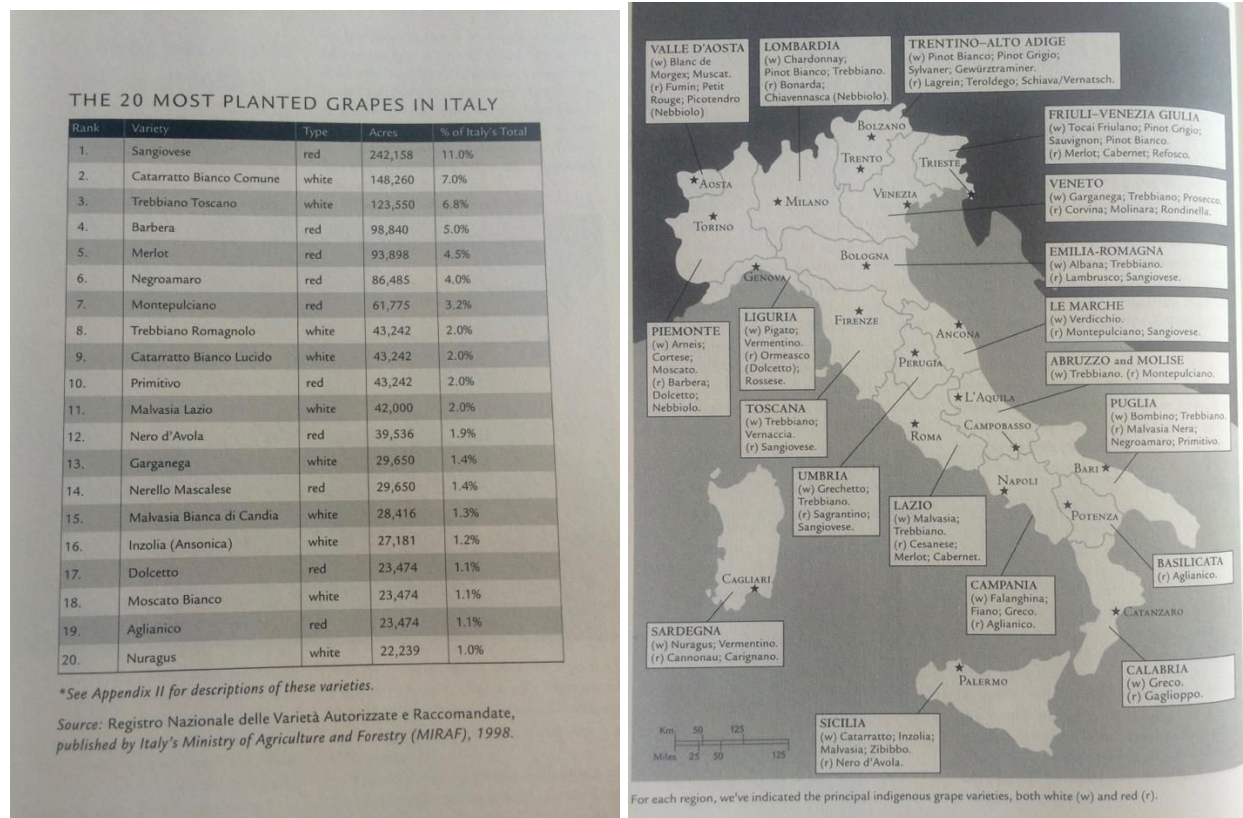 THE 20 MOST PLANTED GRAPES IN ITALY
Rank Variety Type Acres % of Italy's Total
1. Sangiovese red 242,158 11.0%
2. Catarratto Bianco Comune white 148,260 7.0%
3. Trebbiano Toscano white 123,550 6.8%
4. Barbera red 98,840 5.0%
5. Merlot red 93,898 4.5%
6. Negroamaro red 86,485 4.0%
7. Montepulciano red 61,775 3.2%
8. Trebbiano Romagnolo white 43,242 2.0%
9. Catarratto Bianco Lucido white 43,242 2.0%
10. Primitivo red 43,242 2.0%
11. Malvasia Lazio white 42,000 2.0%
12. Nero d'Avola red 39,536 1.9%
13. Garganega white 29,650 1.4%
14. Nerello Mascalese red 29,650 1.4%
15. Malvasia Bianca di Candia white 28,416 1.3%
16. Inzolia (Ansonica) white 27,181 1.2%
17. Dolcetto red 23,474 1.1%
18. Moscato Bianco white 23,474 1.1%
19. Aglianico red 23,474 1.1%
20. Nuragus white 22,239 1.0%
*See Appendix II for descriptions of these varieties.
Source: Registro Nazionale delle Varietà Autorizzate e Raccomandate,
published by Italy's Ministry of Agriculture and Forestry (MIRAF), 1998.
VALLE D'AOSTA
(w) Blanc de
Morgex; Muscat.
(r) Fumin; Petit
Rouge; Picotendro
(Nebbiolo)
LOMBARDIA
(w) Chardonnay;
Pinot Bianco; Trebbiano.
(r) Bonarda;
Chiavennasca (Nebbiolo).
TRENTINO–ALTO ADIGE
(w) Pinot Bianco; Pinot Grigio;
Sylvaner; Gewürztraminer.
(r) Lagrein; Teroldego; Schiava/Vernatsch.
FRIULI–VENEZIA GIULIA
(w) Tocai Friulano; Pinot Grigio;
Sauvignon; Pinot Bianco.
(r) Merlot; Cabernet; Refosco.
VENETO
(w) Garganega; Trebbiano; Prosecco.
(r) Corvina; Molinara; Rondinella.
EMILIA-ROMAGNA
(w) Albana; Trebbiano.
(r) Lambrusco; Sangiovese.
LE MARCHE
(w) Verdicchio.
(r) Montepulciano; Sangiovese.
ABRUZZO and MOLISE
(w) Trebbiano. (r) Montepulciano.
PUGLIA
(w) Bombino; Trebbiano.
(r) Malvasia Nera;
Negroamaro; Primitivo.
BOLZANO
TRENTO
TRIESTE
AOSTA
MILANO
VENEZIA
TORINO
BOLOGNA
GENOVA
FIRENZE
ANCONA
PERUGIA
L'AQUILA
ROMA
CAMPOBASSO
NAPOLI
BARI
POTENZA
CAGLIARI
CATANZARO
PALERMO
PIEMONTE
(w) Arneis;
Cortese;
Moscato.
(r) Barbera;
Dolcetto;
Nebbiolo.
LIGURIA
(w) Pigato;
Vermentino.
(r) Ormeasco
(Dolcetto);
Rossese.
TOSCANA
(w) Trebbiano;
Vernaccia.
(r) Sangiovese.
UMBRIA
(w) Grechetto;
Trebbiano.
(r) Sagrantino;
Sangiovese.
LAZIO
(w) Malvasia;
Trebbiano.
(r) Cesanese;
Merlot; Cabernet.
CAMPANIA
(w) Falanghina;
Fiano; Greco.
(r) Aglianico.
BASILICATA
(r) Aglianico.
SARDEGNA
(w) Nuragus; Vermentino.
(r) Cannonau; Carignano.
CALABRIA
(w) Greco.
(r) Gaglioppo.
SICILIA
(w) Catarratto; Inzolia;
Malvasia; Zibibbo.
(r) Nero d'Avola.
Km 50 125
Miles 25 50 125
For each region, we've indicated the principal indigenous grape varieties, both white (w) and red (r).